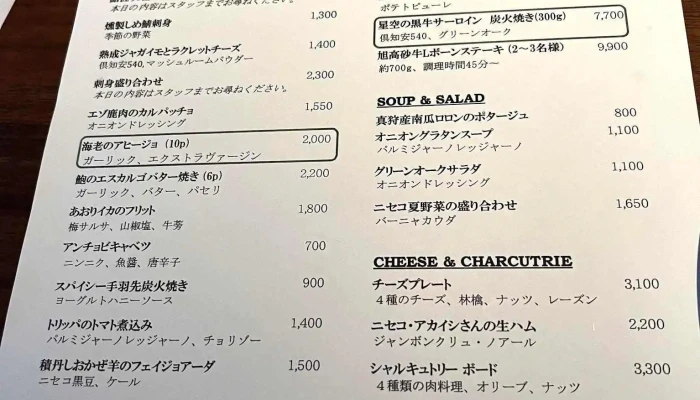 本日の内容はスタッフまでお尋ねください。
燻製しめ鯖刺身 1,300
季節の野菜
熟成ジャガイモとラクレットチーズ 1,400
倶知安540,マッシュルームパウダー
刺身盛り合わせ 2,300
本日の内容はスタッフまでお尋ねください。
エゾ鹿肉のカルパッチョ 1,550
オニオンドレッシング
海老のアヒージョ (10p) 2,000
ガーリック、エクストラヴァージン
鮑のエスカルゴバター焼き (6p) 2,200
ガーリック、バター、パセリ
あおりイカのフリット 1,800
梅サルサ、山椒塩、牛蒡
アンチョビキャベツ 700
ニンニク、魚醤、唐辛子
スパイシー手羽先炭火焼き 900
ヨーグルトハニーソース
トリッパのトマト煮込み 1,400
パルミジャーノレッジャーノ、チョリソー
積丹しおかぜ羊のフェイジョアーダ 1,500
ニセコ黒豆、ケール
ポテトピューレ
星空の黒牛サーロイン 炭火焼き(300g) 7,700
倶知安540、グリーンオーク
旭高砂牛Lボーンステーキ (2～3名様) 9,900
約700g、調理時間45分～
SOUP & SALAD
真狩産南瓜ロロンのポタージュ 800
オニオングラタンスープ 1,100
パルミジャーノレッジャーノ
グリーンオークサラダ 1,100
オニオンドレッシング
ニセコ夏野菜の盛り合わせ 1,650
バーニャカウダ
CHEESE & CHARCUTRIE
チーズプレート 3,100
4種のチーズ、林檎、ナッツ、レーズン
ニセコ・アカイシさんの生ハム 2,200
ジャンボンクリュ・ノアール
シャルキュトリー ボード 3,300
4種類の肉料理、オリーブ、ナッツ